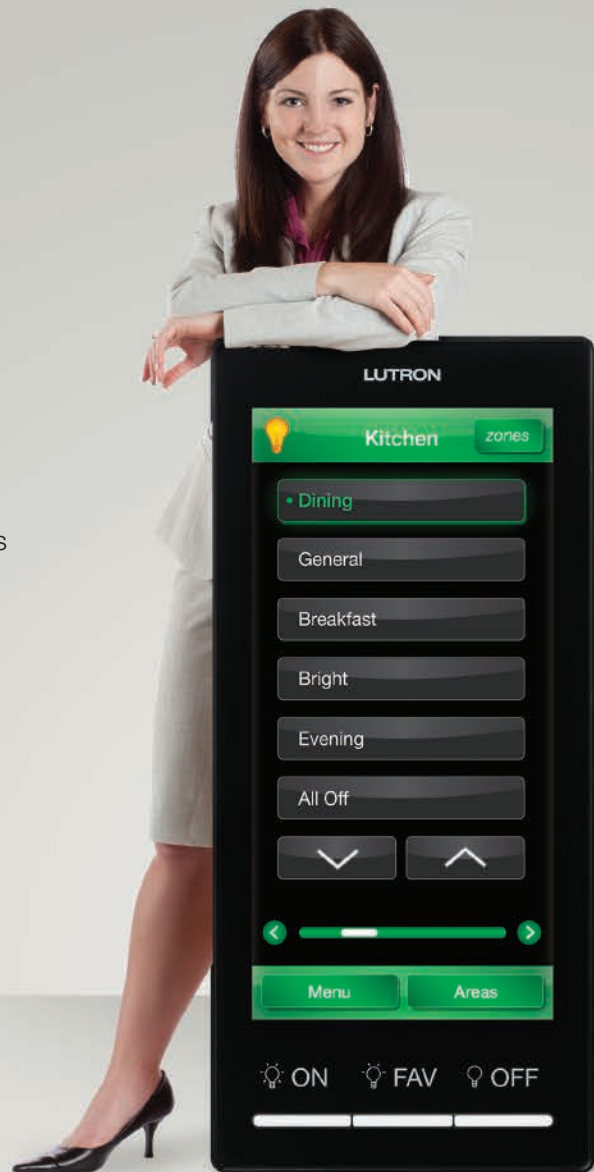 LUTRON
Kitchen zones
• Dining
General
Breakfast
Bright
Evening
All Off
Menu Areas
ON FAV OFF